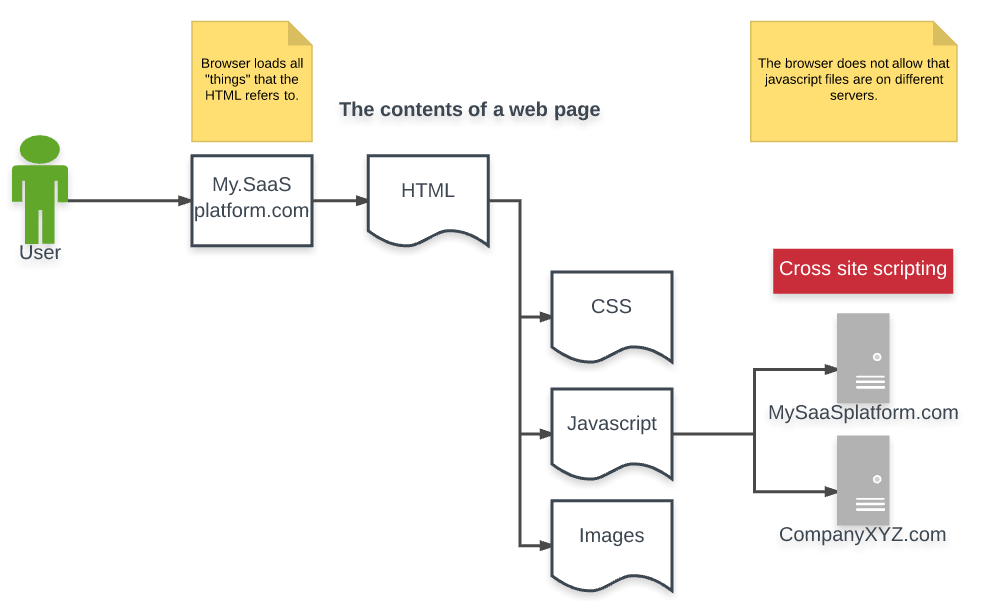 Browser loads all
"things" that the
HTML refers to.
The browser does not allow that
javascript files are on different
servers.
The contents of a web page
My.SaaS
platform.com
HTML
User
Cross site scripting
CSS
MySaaSplatform.com
Javascript
CompanyXYZ.com
Images